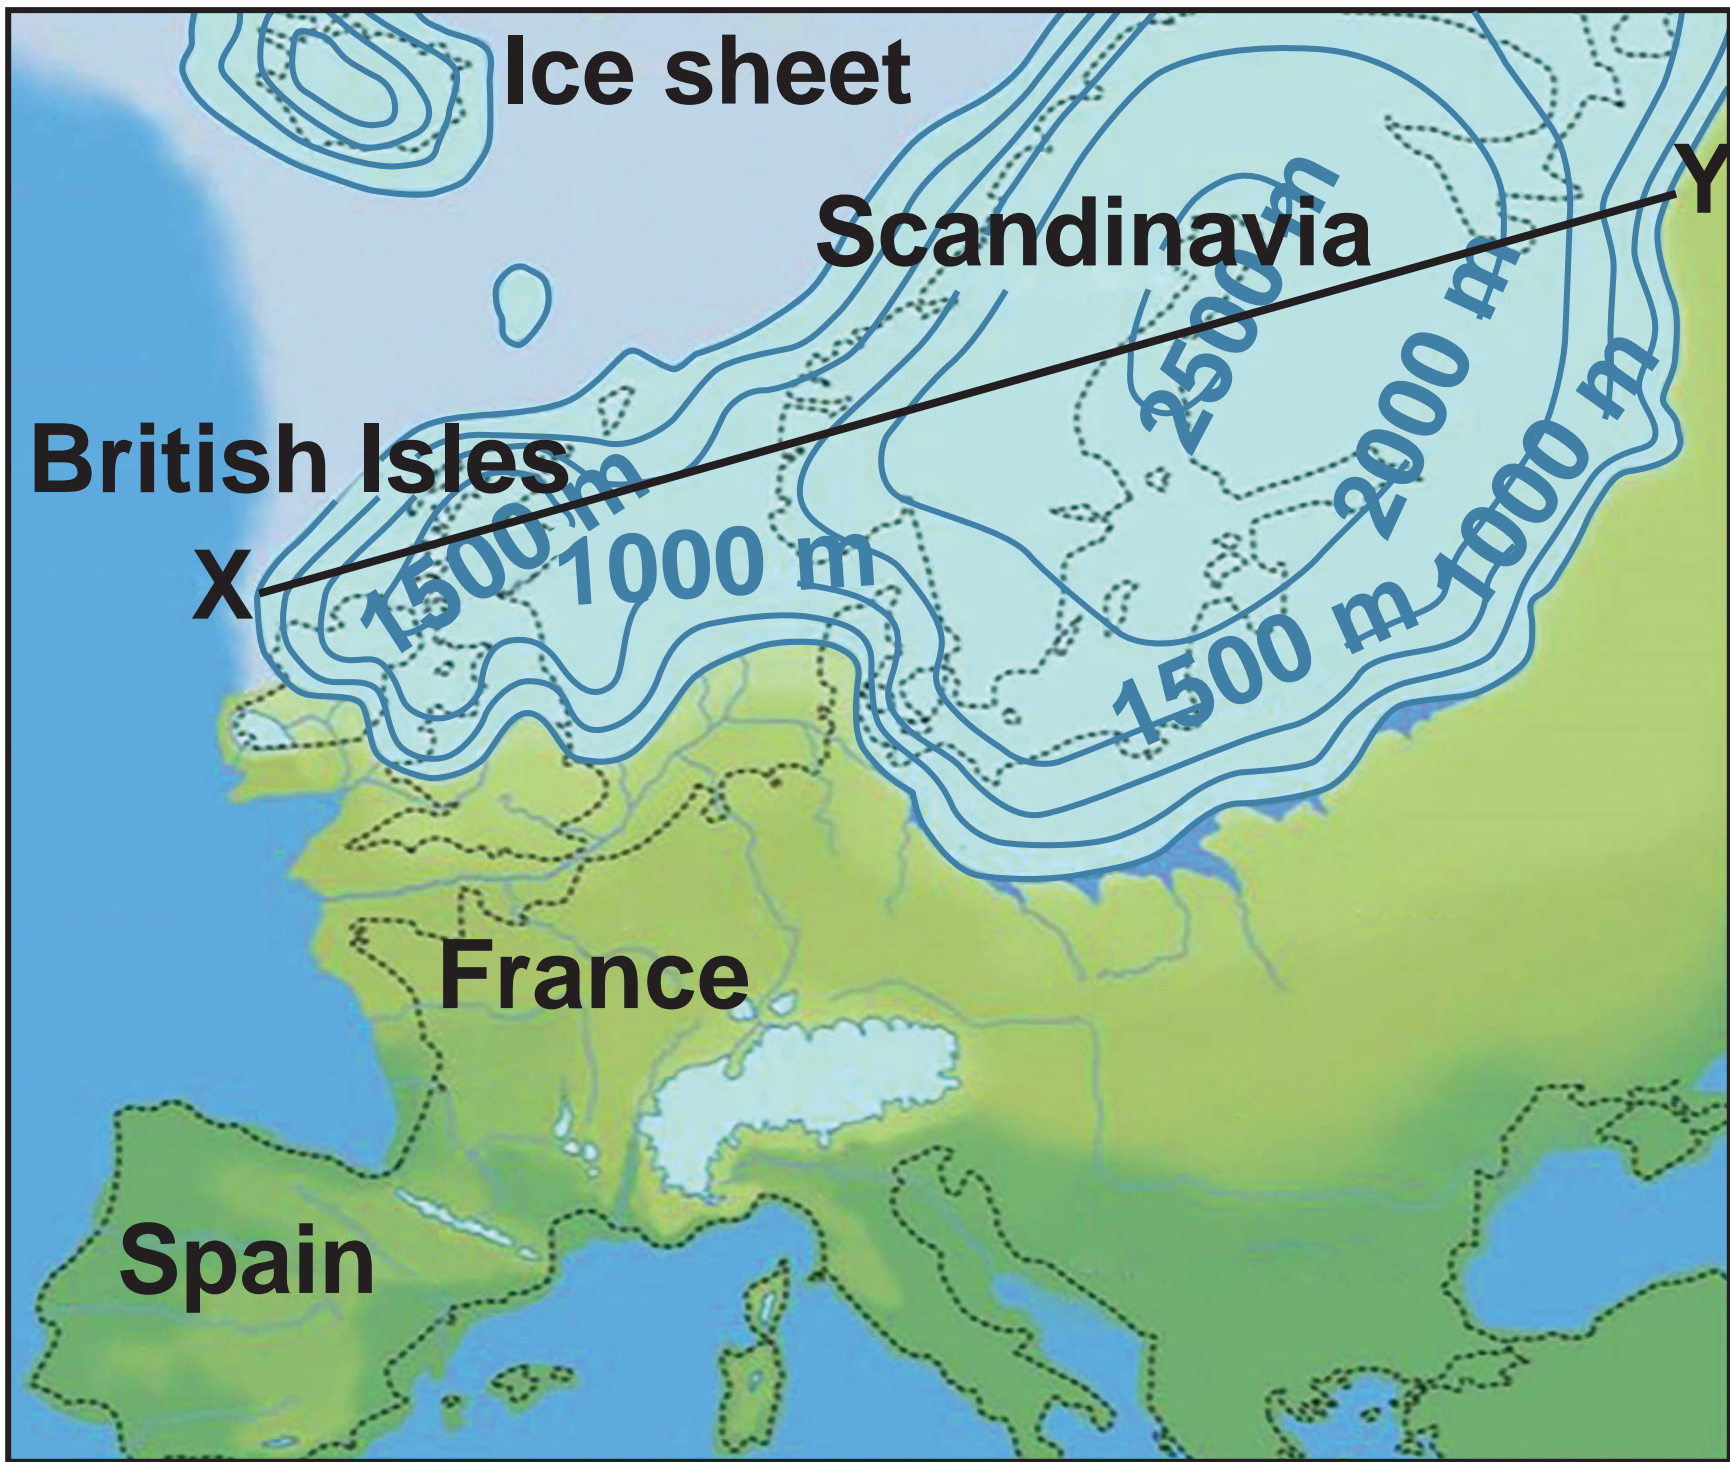 Ice sheet
Y
Scandinavia
2500 m
2000 m
British Isles
1500 m
1000 m
X
1000 m
1500 m
France
Spain